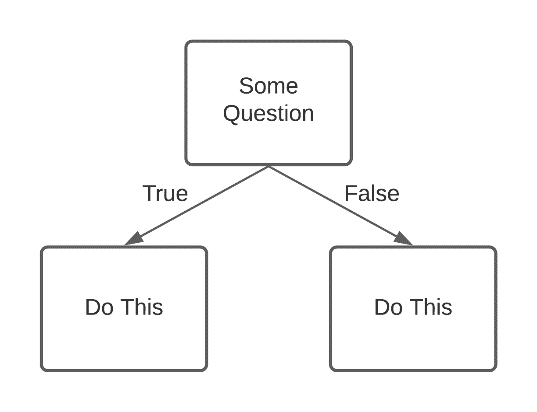 Some
Question
True
False
Do This
Do This